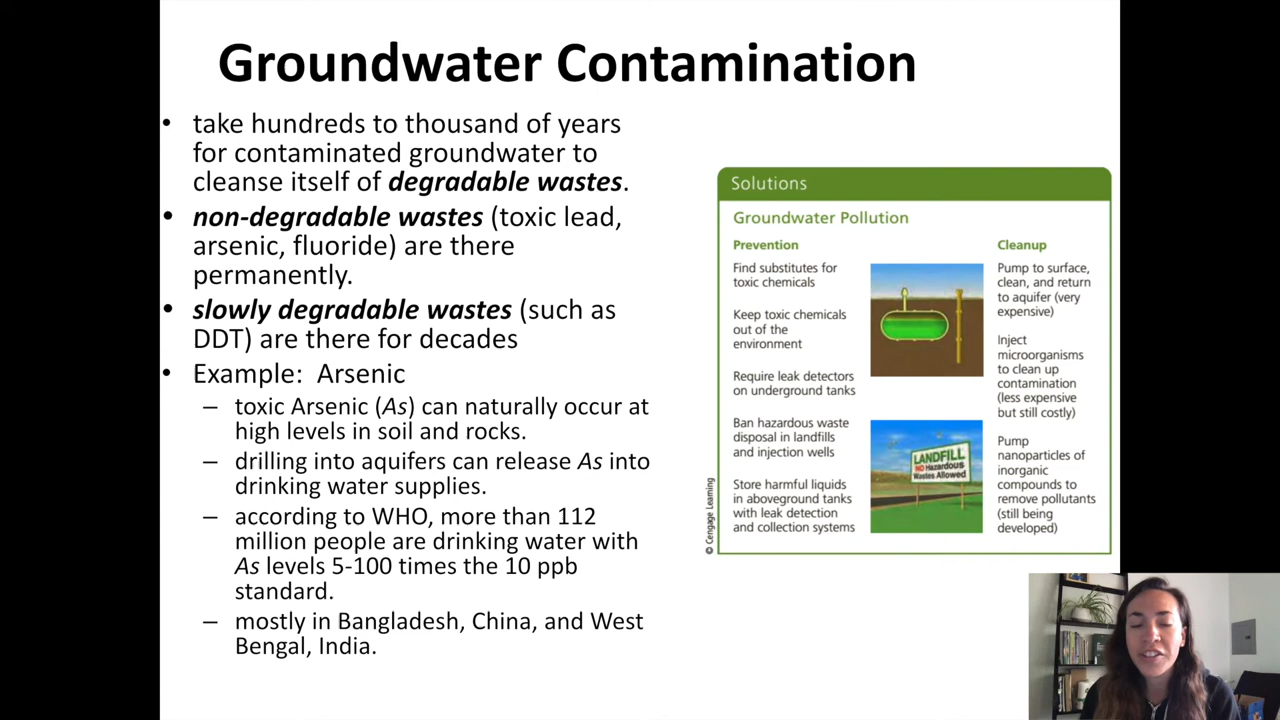 Groundwater Contamination
• take hundreds to thousand of years
for contaminated groundwater to
cleanse itself of degradable wastes.
• non-degradable wastes (toxic lead,
arsenic, fluoride) are there
permanently.
• slowly degradable wastes (such as
DDT) are there for decades
• Example: Arsenic
– toxic Arsenic (As) can naturally occur at
high levels in soil and rocks.
– drilling into aquifers can release As into
drinking water supplies.
– according to WHO, more than 112
million people are drinking water with
As levels 5-100 times the 10 ppb
standard.
– mostly in Bangladesh, China, and West
Bengal, India.
Solutions
Groundwater Pollution
Prevention
Find substitutes for
toxic chemicals
Keep toxic chemicals
out of the
environment
Require leak detectors
on underground tanks
Ban hazardous waste
disposal in landfills
and injection wells
Store harmful liquids
in aboveground tanks
with leak detection
and collection systems
LANDFILL
NO Hazardous
Wastes Allowed
Cleanup
Pump to surface,
clean, and return
to aquifer (very
expensive)
Inject
microorganisms
to clean up
contamination
(less expensive
but still costly)
Pump
nanoparticles of
inorganic
compounds to
remove pollutants
(still being
developed)
© Cengage Learning